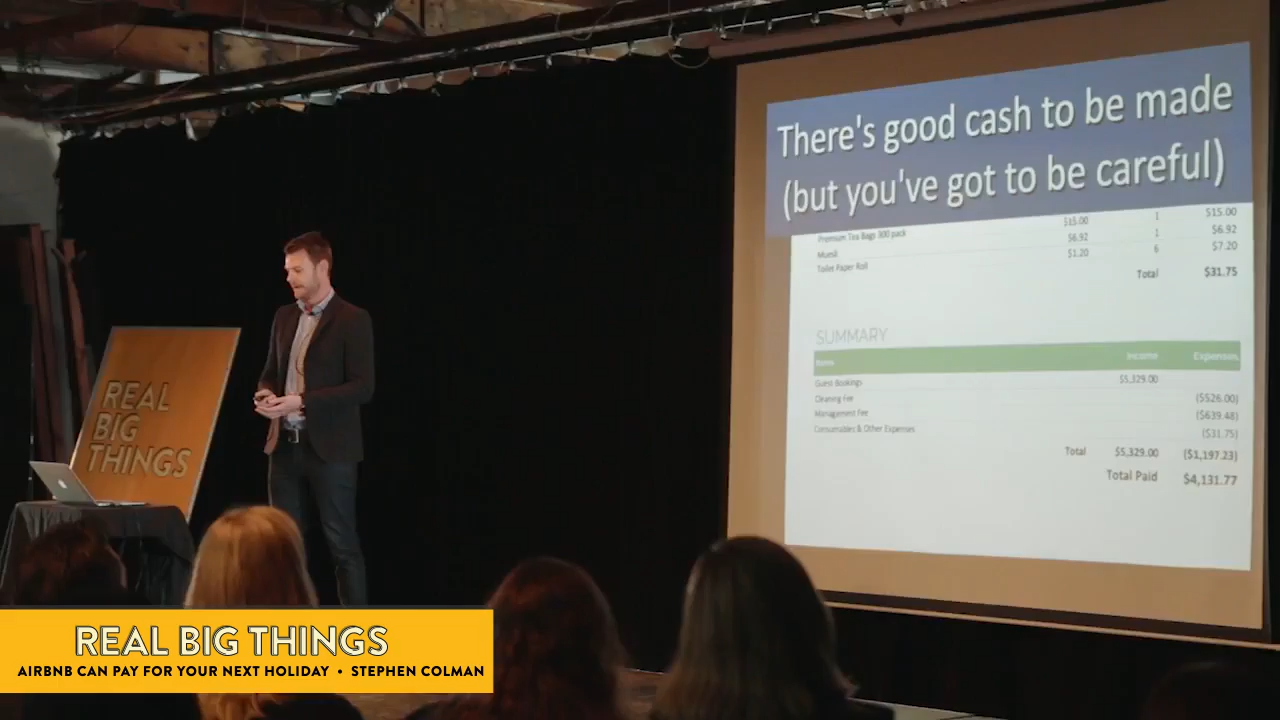 There's good cash to be made
(but you've got to be careful)
$15.00 1 $15.00
Premium Tea Bags 300 pack $6.92 1 $6.92
Muesli $1.20 6 $7.20
Toilet Paper Roll
Total $31.75
SUMMARY
Items Income Expenses
Guest Bookings $5,329.00
Cleaning Fee ($526.00)
Management Fee ($639.48)
Consumables & Other Expenses ($31.75)
Total $5,329.00 ($1,197.23)
Total Paid $4,131.77
REAL
BIG
THINGS
REAL BIG THINGS
AIRBNB CAN PAY FOR YOUR NEXT HOLIDAY • STEPHEN COLMAN